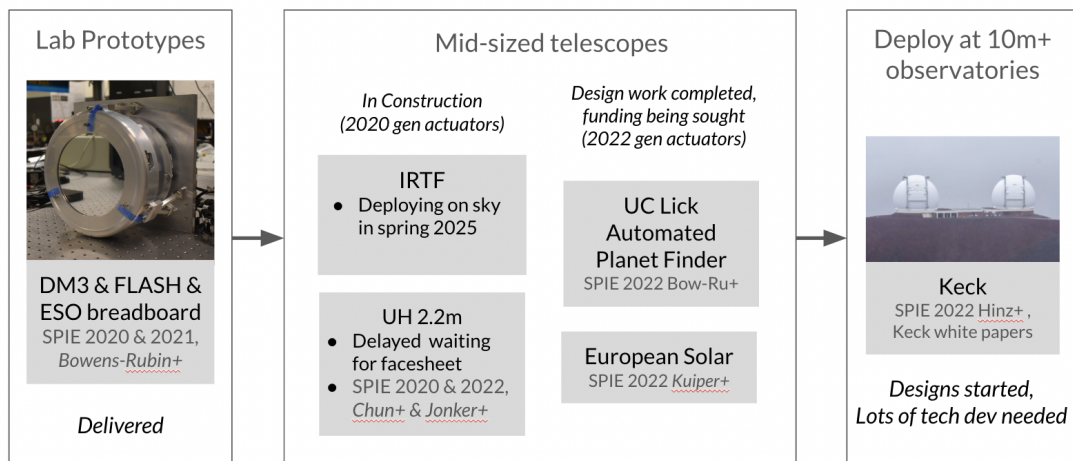 Lab Prototypes
DM3 & FLASH &
ESO breadboard
SPIE 2020 & 2021,
Bowens-Rubin+
Delivered
Mid-sized telescopes
In Construction
(2020 gen actuators)
IRTF
● Deploying on sky
in spring 2025
UH 2.2m
● Delayed waiting
for facesheet
● SPIE 2020 & 2022,
Chun+ & Jonker+
Design work completed,
funding being sought
(2022 gen actuators)
UC Lick
Automated
Planet Finder
SPIE 2022 Bow-Ru+
European Solar
SPIE 2022 Kuiper+
Deploy at 10m+
observatories
Keck
SPIE 2022 Hinz+ ,
Keck white papers
Designs started,
Lots of tech dev needed